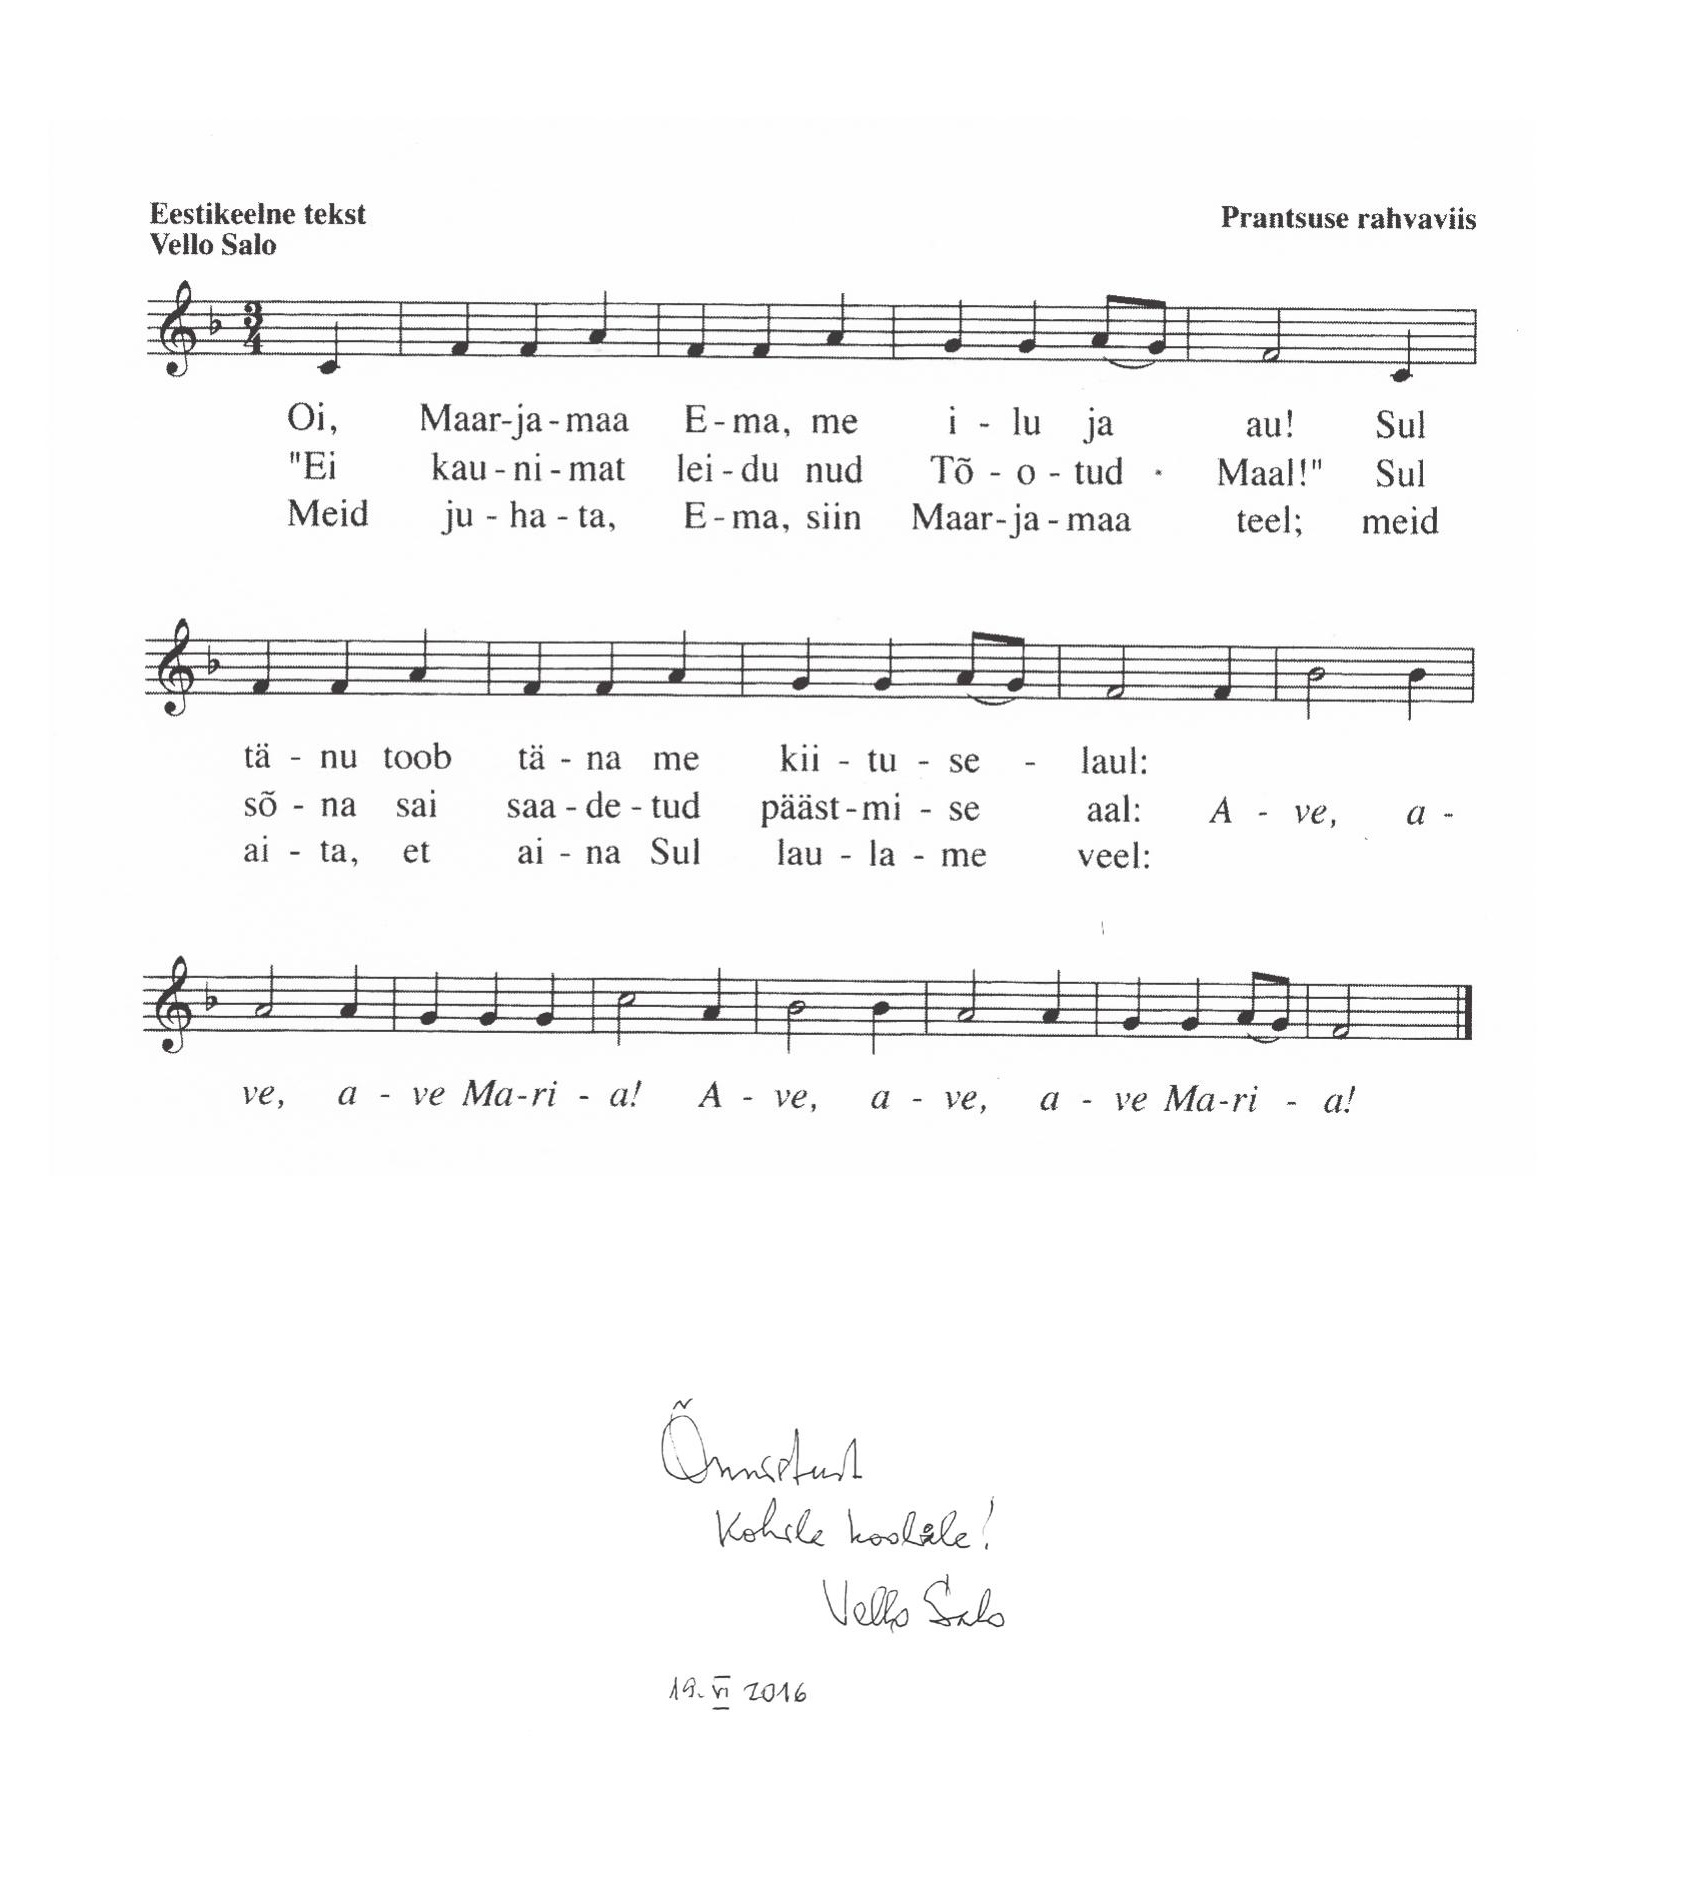 Eestikeelne tekst
Vello Salo
Prantsuse rahvaviis
Oi, Maar-ja-maa E-ma, me i - lu ja au! Sul
"Ei kau-ni-mat lei-du nud Tõ-o-tud Maal!" Sul
Meid ju-ha-ta, E-ma, siin Maar-ja-maa teel; meid
tä - nu toob tä - na me kii - tu - se - laul:
sõ - na sai saa-de-tud pääst-mi - se aal: A - ve, a -
ai - ta, et ai - na Sul lau - la - me veel:
ve, a - ve Ma-ri - a! A - ve, a - ve, a - ve Ma-ri - a!
Õnnistust
Kohila koolile!
Vello Salo
19. VI 2016